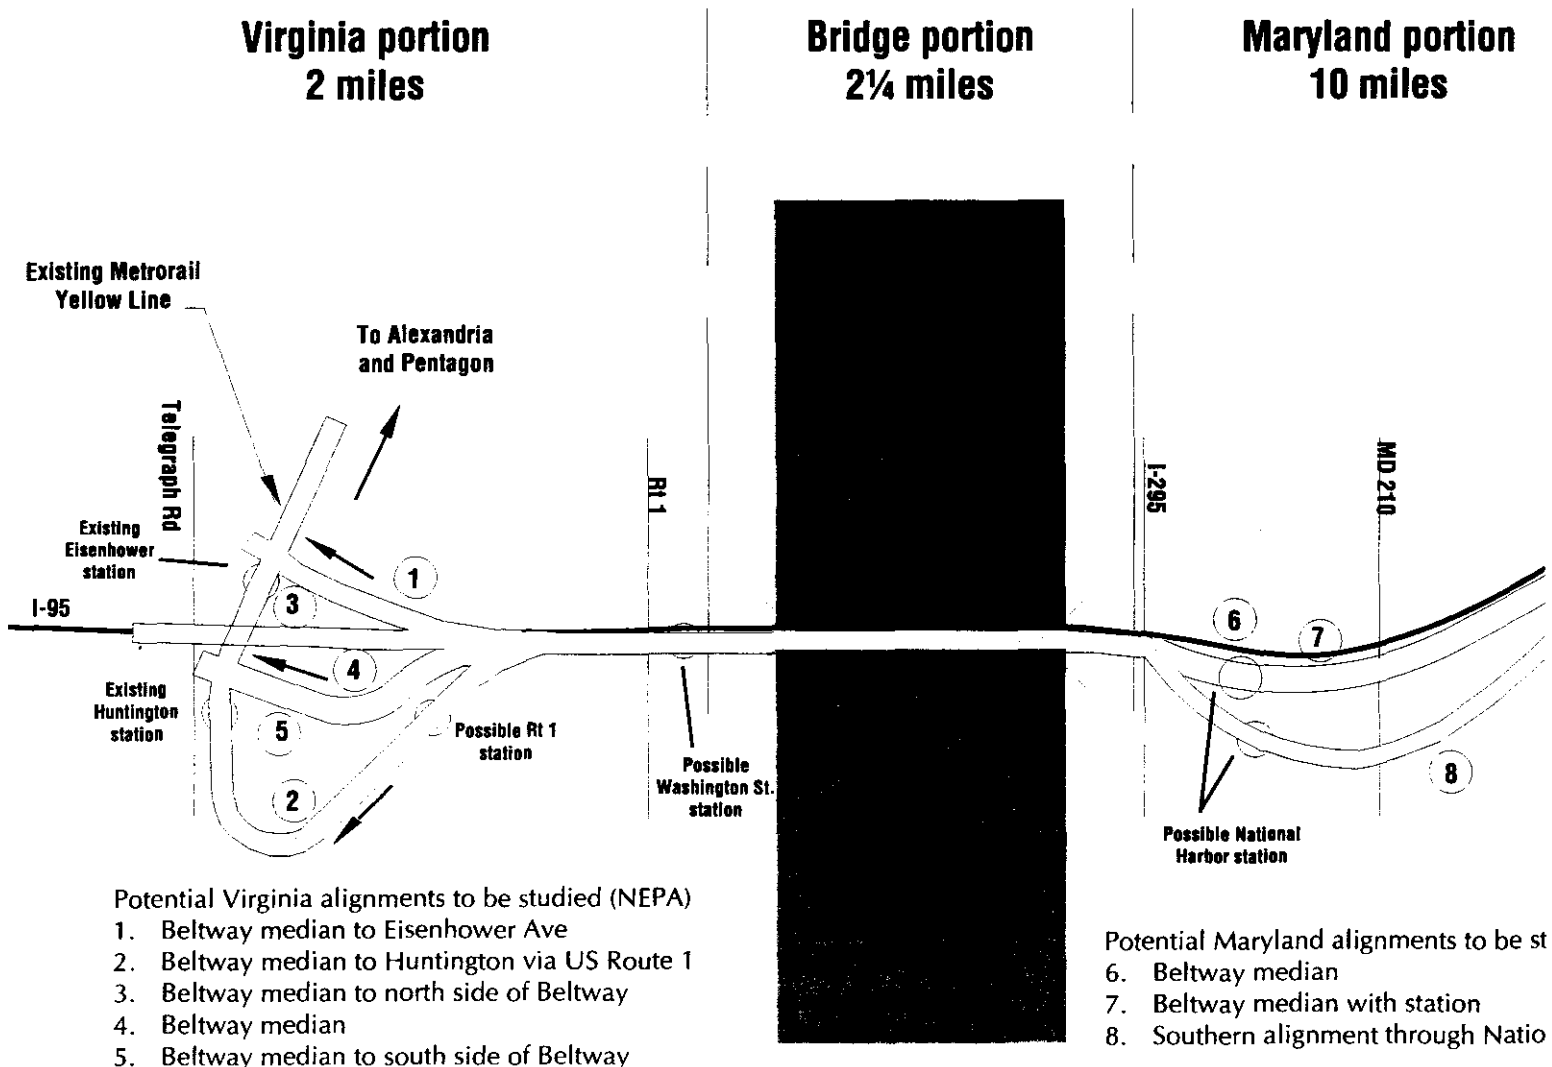 Virginia portion
2 miles
Bridge portion
2¼ miles
Maryland portion
10 miles
Existing Metrorail
Yellow Line
To Alexandria
and Pentagon
Telegraph Rd
Rt 1
I-295
MD 210
Existing
Eisenhower
station
I-95
1
3
4
5
2
6
7
8
Existing
Huntington
station
Possible Rt 1
station
Possible
Washington St.
station
Possible National
Harbor station
Potential Virginia alignments to be studied (NEPA)
1. Beltway median to Eisenhower Ave
2. Beltway median to Huntington via US Route 1
3. Beltway median to north side of Beltway
4. Beltway median
5. Beltway median to south side of Beltway
Potential Maryland alignments to be st
6. Beltway median
7. Beltway median with station
8. Southern alignment through Natio